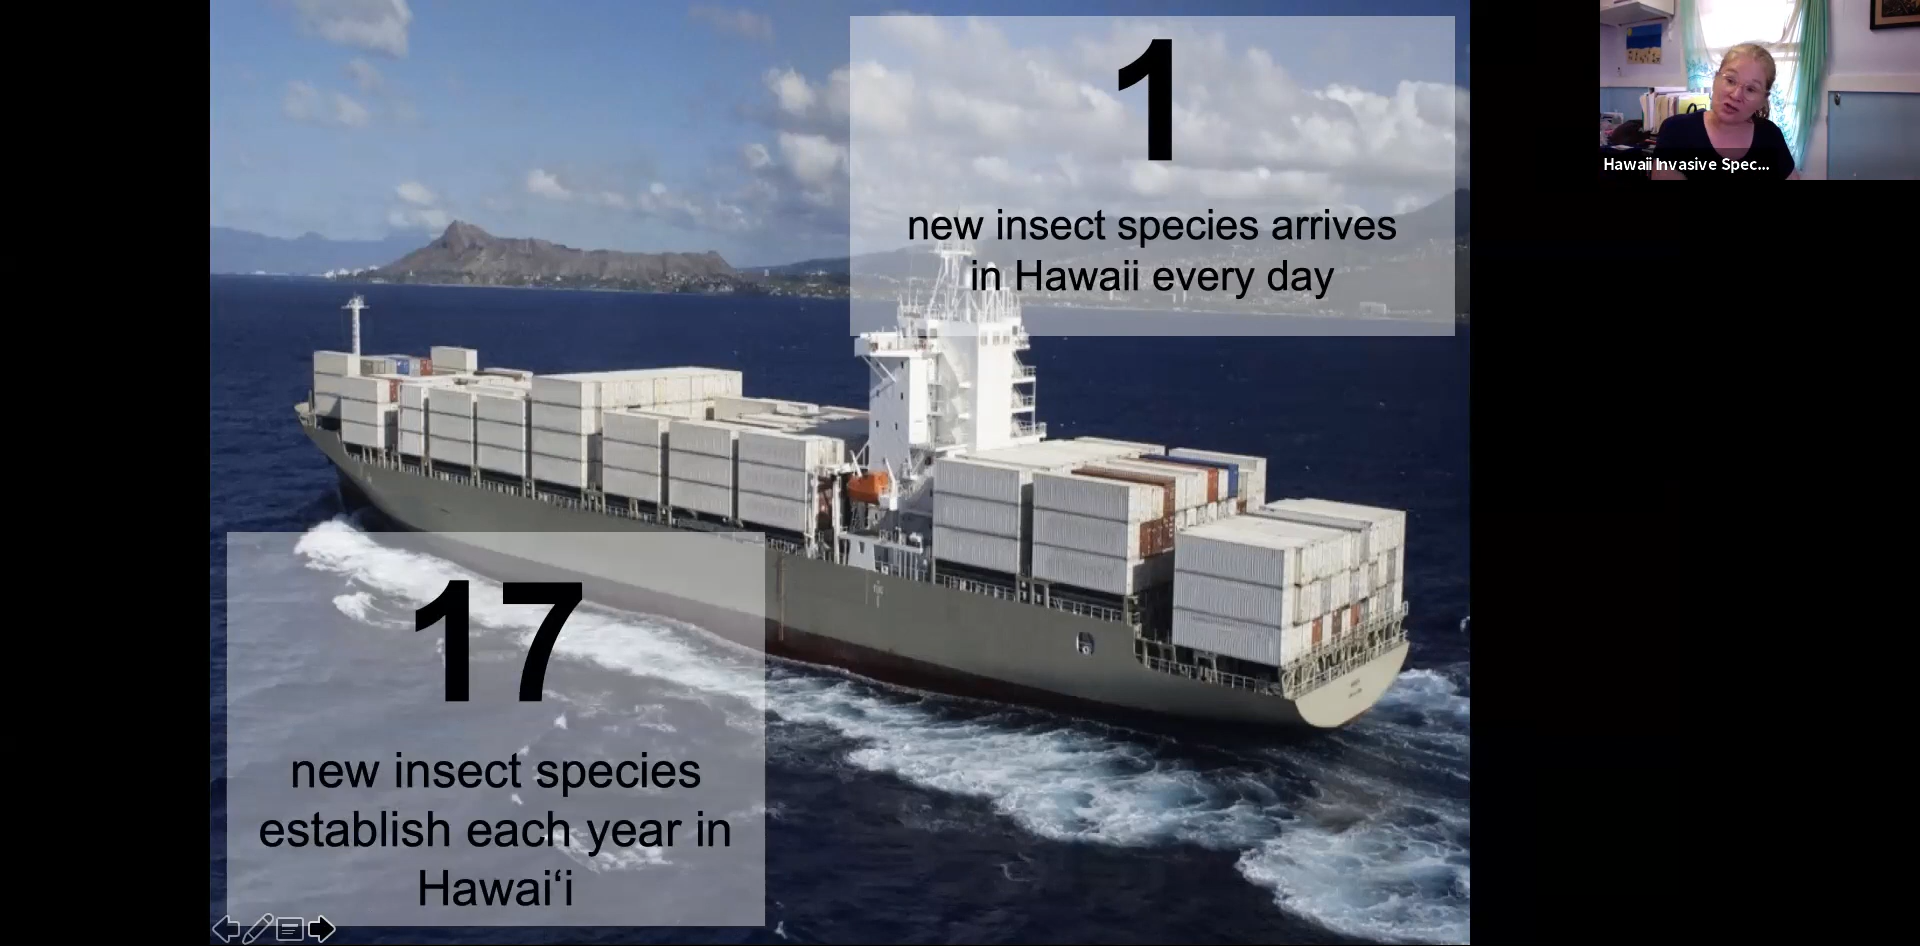 1
new insect species arrives
in Hawaii every day
Hawaii Invasive Spec...
17
new insect species
establish each year in
Hawaiʻi